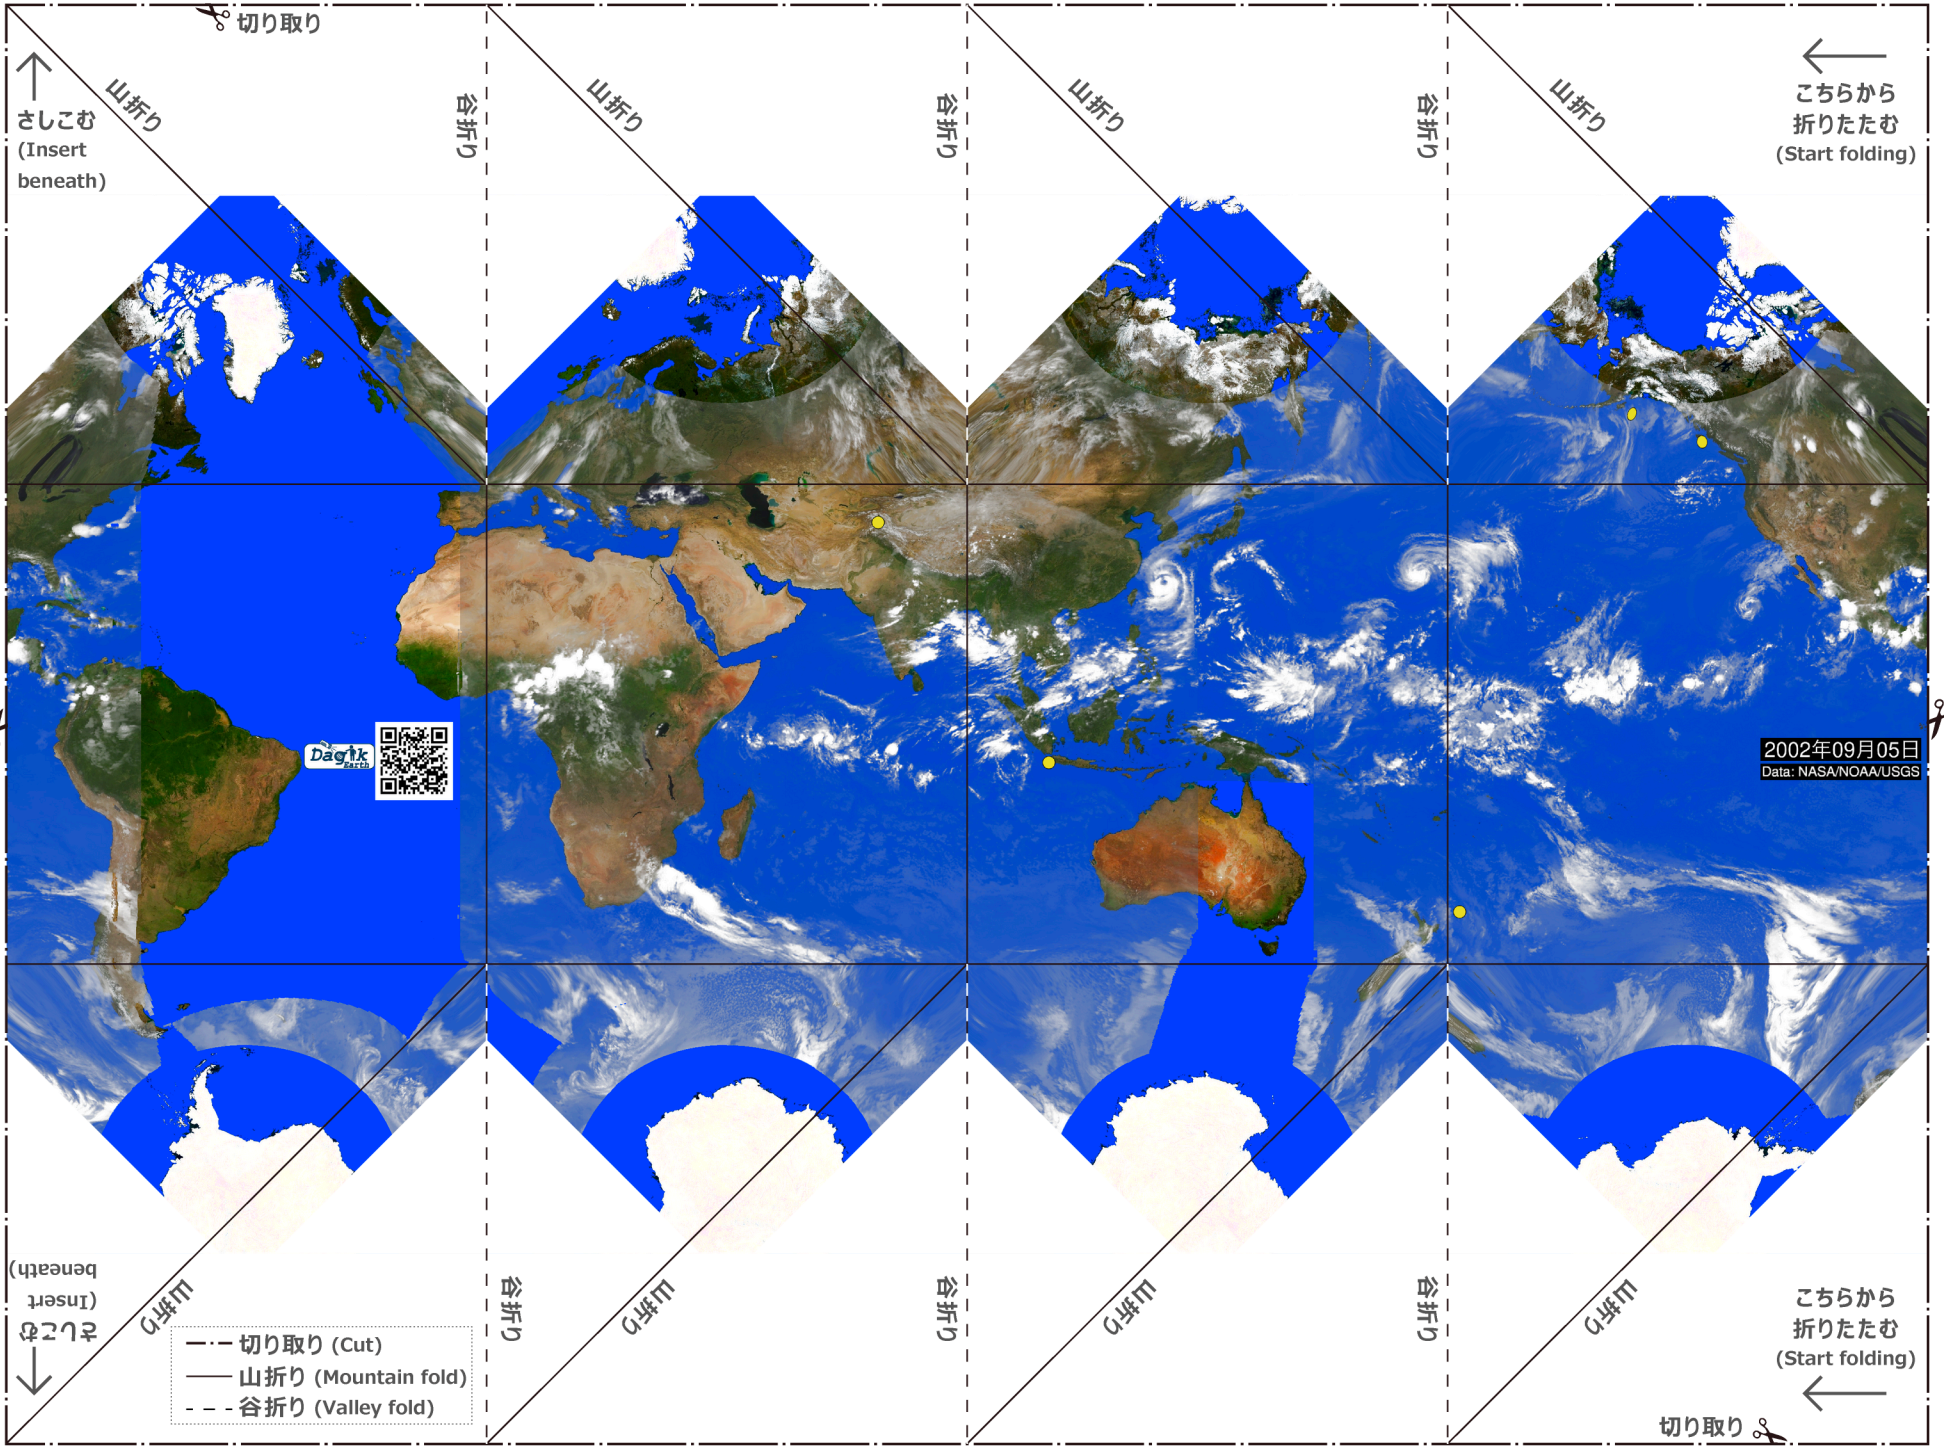 切り取り
山折り
谷折り
山折り
谷折り
山折り
谷折り
山折り
さしこむ
(Insert
beneath)
こちらから
折りたたむ
(Start folding)
Dagik
Earth
2002年09月05日
Data: NASA/NOAA/USGS
さしこむ
(Insert
beneath)
山折り
谷折り
山折り
谷折り
山折り
谷折り
山折り
こちらから
折りたたむ
(Start folding)
切り取り (Cut)
山折り (Mountain fold)
谷折り (Valley fold)
切り取り